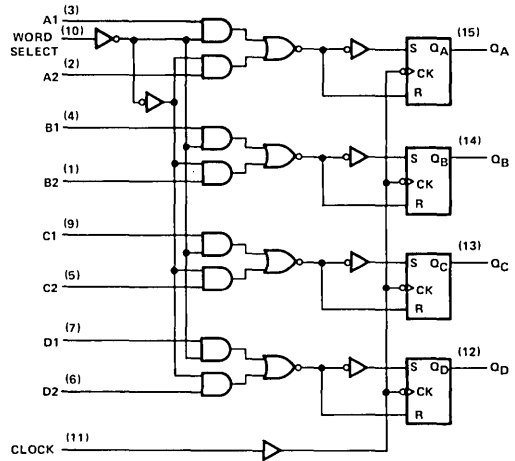 A1 (3)
WORD SELECT (10)
A2 (2)
S QA (15) QA
CK
R
B1 (4)
B2 (1)
S QB (14) QB
CK
R
C1 (9)
C2 (5)
S QC (13) QC
CK
R
D1 (7)
D2 (6)
S QD (12) QD
CK
R
CLOCK (11)